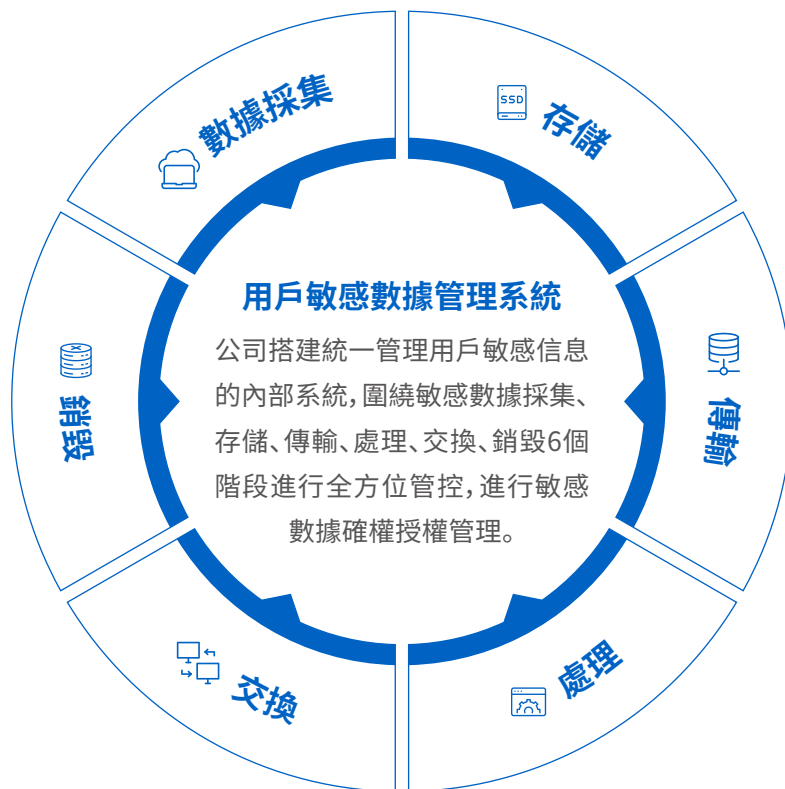 數據採集
SSD
存儲
用戶敏感數據管理系統
公司搭建統一管理用戶敏感信息
的內部系統，圍繞敏感數據採集、
存儲、傳輸、處理、交換、銷毀6個
階段進行全方位管控，進行敏感
數據確權授權管理。
傳輸
處理
交換
銷毀